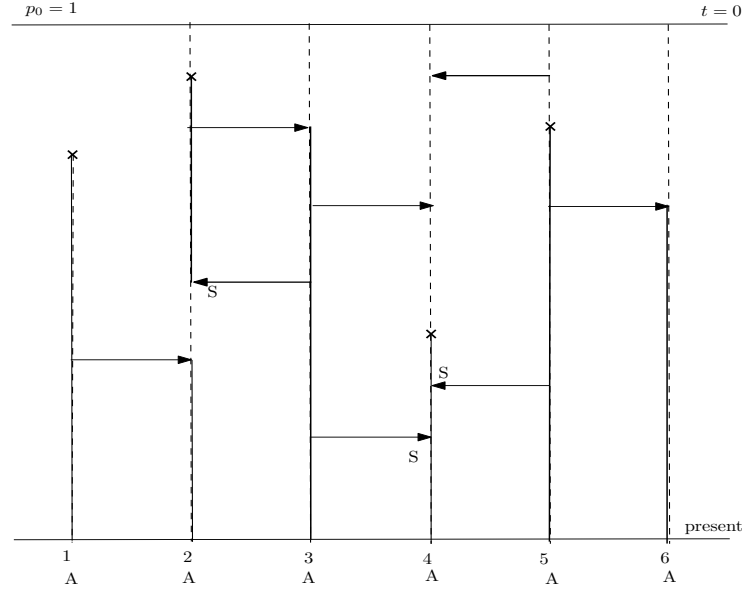 p₀ = 1
t = 0
S
S
S
present
1 2 3 4 5 6
A A A A A A